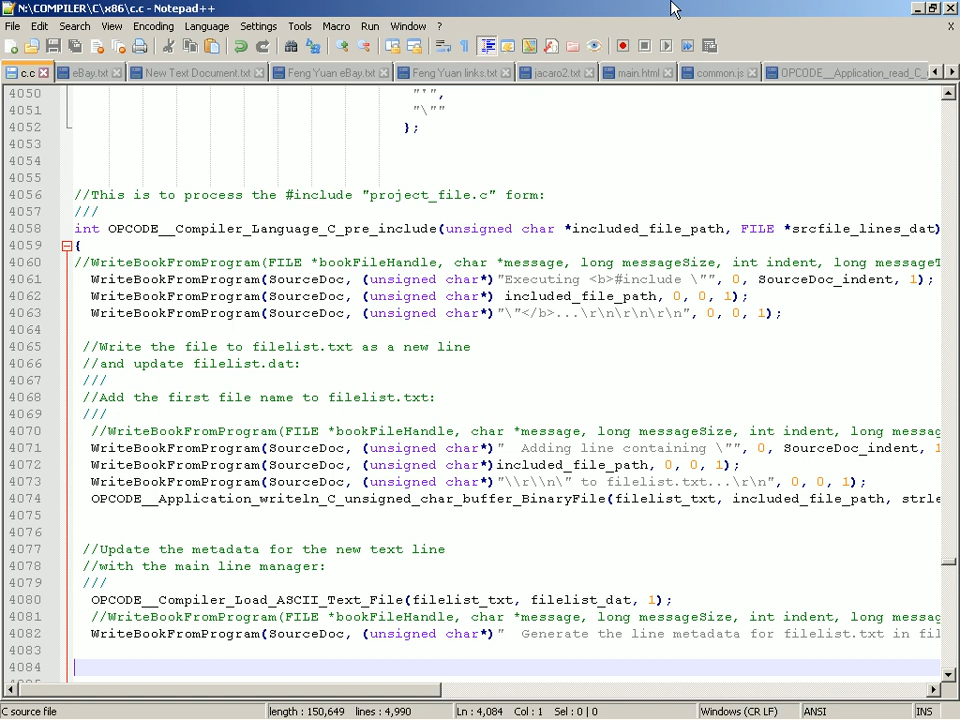 N:\COMPILER\C\x86\c.c - Notepad++
File Edit Search View Encoding Language Settings Tools Macro Run Window ? X
c.c eBay.txt New Text Document.txt Feng Yuan eBay.txt Feng Yuan links.txt jacaro2.txt main.html common.js OPCODE__Application_read_C_
4050 "'",
4051 "\""
4052 };
4053
4054
4055
4056 //This is to process the #include "project_file.c" form:
4057 ///
4058 int OPCODE__Compiler_Language_C_pre_include(unsigned char *included_file_path, FILE *srcfile_lines_dat)
4059 {
4060 //WriteBookFromProgram(FILE *bookFileHandle, char *message, long messageSize, int indent, long messageT
4061 WriteBookFromProgram(SourceDoc, (unsigned char*)"Executing <b>#include \"", 0, SourceDoc_indent, 1);
4062 WriteBookFromProgram(SourceDoc, (unsigned char*) included_file_path, 0, 0, 1);
4063 WriteBookFromProgram(SourceDoc, (unsigned char*)"\"</b>...\r\n\r\n\r\n", 0, 0, 1);
4064
4065 //Write the file to filelist.txt as a new line
4066 //and update filelist.dat:
4067 ///
4068 //Add the first file name to filelist.txt:
4069 ///
4070 //WriteBookFromProgram(FILE *bookFileHandle, char *message, long messageSize, int indent, long messag
4071 WriteBookFromProgram(SourceDoc, (unsigned char*)"  Adding line containing \"", 0, SourceDoc_indent, 1
4072 WriteBookFromProgram(SourceDoc, (unsigned char*)included_file_path, 0, 0, 1);
4073 WriteBookFromProgram(SourceDoc, (unsigned char*)"\\r\\n\" to filelist.txt...\r\n", 0, 0, 1);
4074 OPCODE__Application_writeln_C_unsigned_char_buffer_BinaryFile(filelist_txt, included_file_path, strle
4075
4076
4077 //Update the metadata for the new text line
4078 //with the main line manager:
4079 ///
4080 OPCODE__Compiler_Load_ASCII_Text_File(filelist_txt, filelist_dat, 1);
4081 //WriteBookFromProgram(FILE *bookFileHandle, char *message, long messageSize, int indent, long messag
4082 WriteBookFromProgram(SourceDoc, (unsigned char*)"  Generate the line metadata for filelist.txt in fil
4083
4084
C source file length : 150,649 lines : 4,990 Ln : 4,084 Col : 1 Sel : 0 | 0 Windows (CR LF) ANSI INS